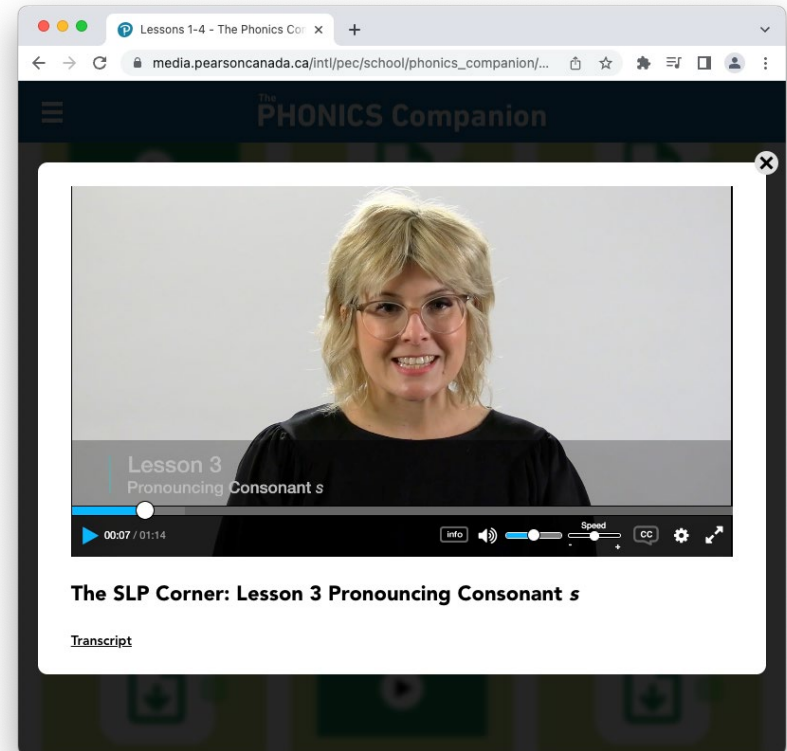 Lessons 1-4 - The Phonics Cor
media.pearsoncanada.ca/intl/pec/school/phonics_companion/...
The
PHONICS Companion
Lesson 3
Pronouncing Consonant s
00:07 / 01:14
info
Speed
- +
CC
The SLP Corner: Lesson 3 Pronouncing Consonant s
Transcript